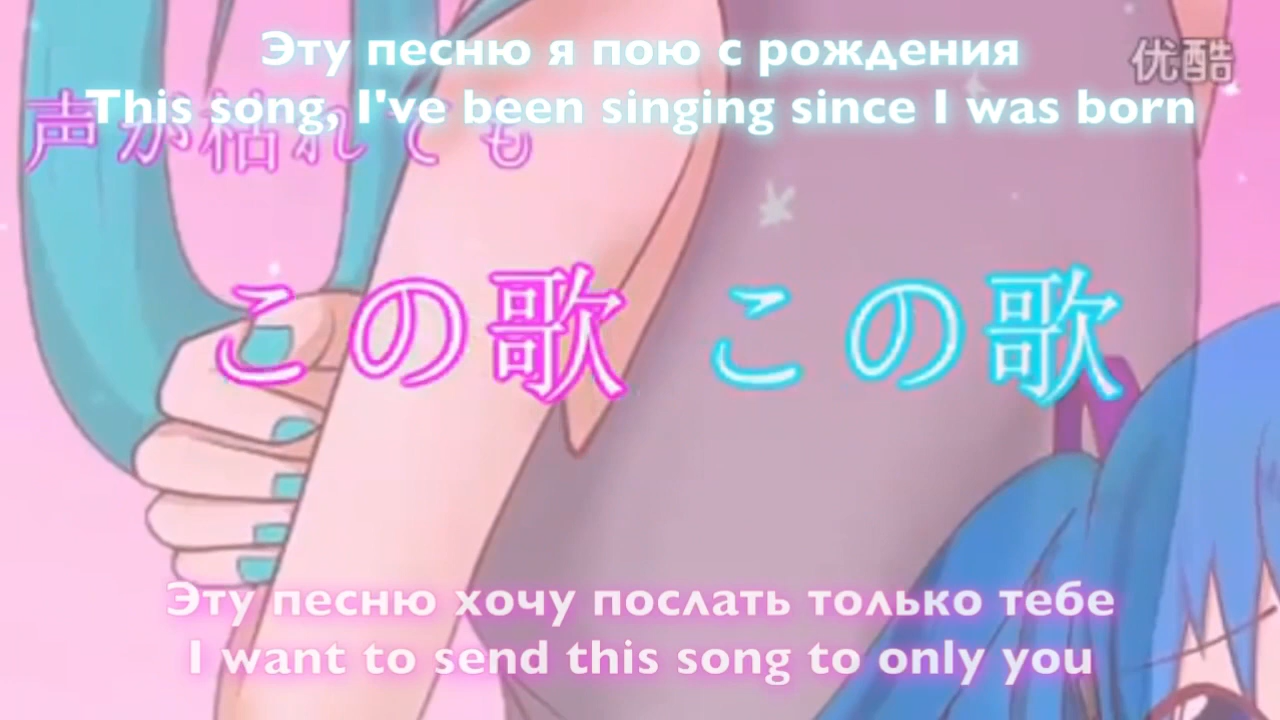 Эту песню я пою с рождения
优酷
This song, I've been singing since I was born
声が枯れても
この歌 この歌
Эту песню хочу послать только тебе
I want to send this song to only you